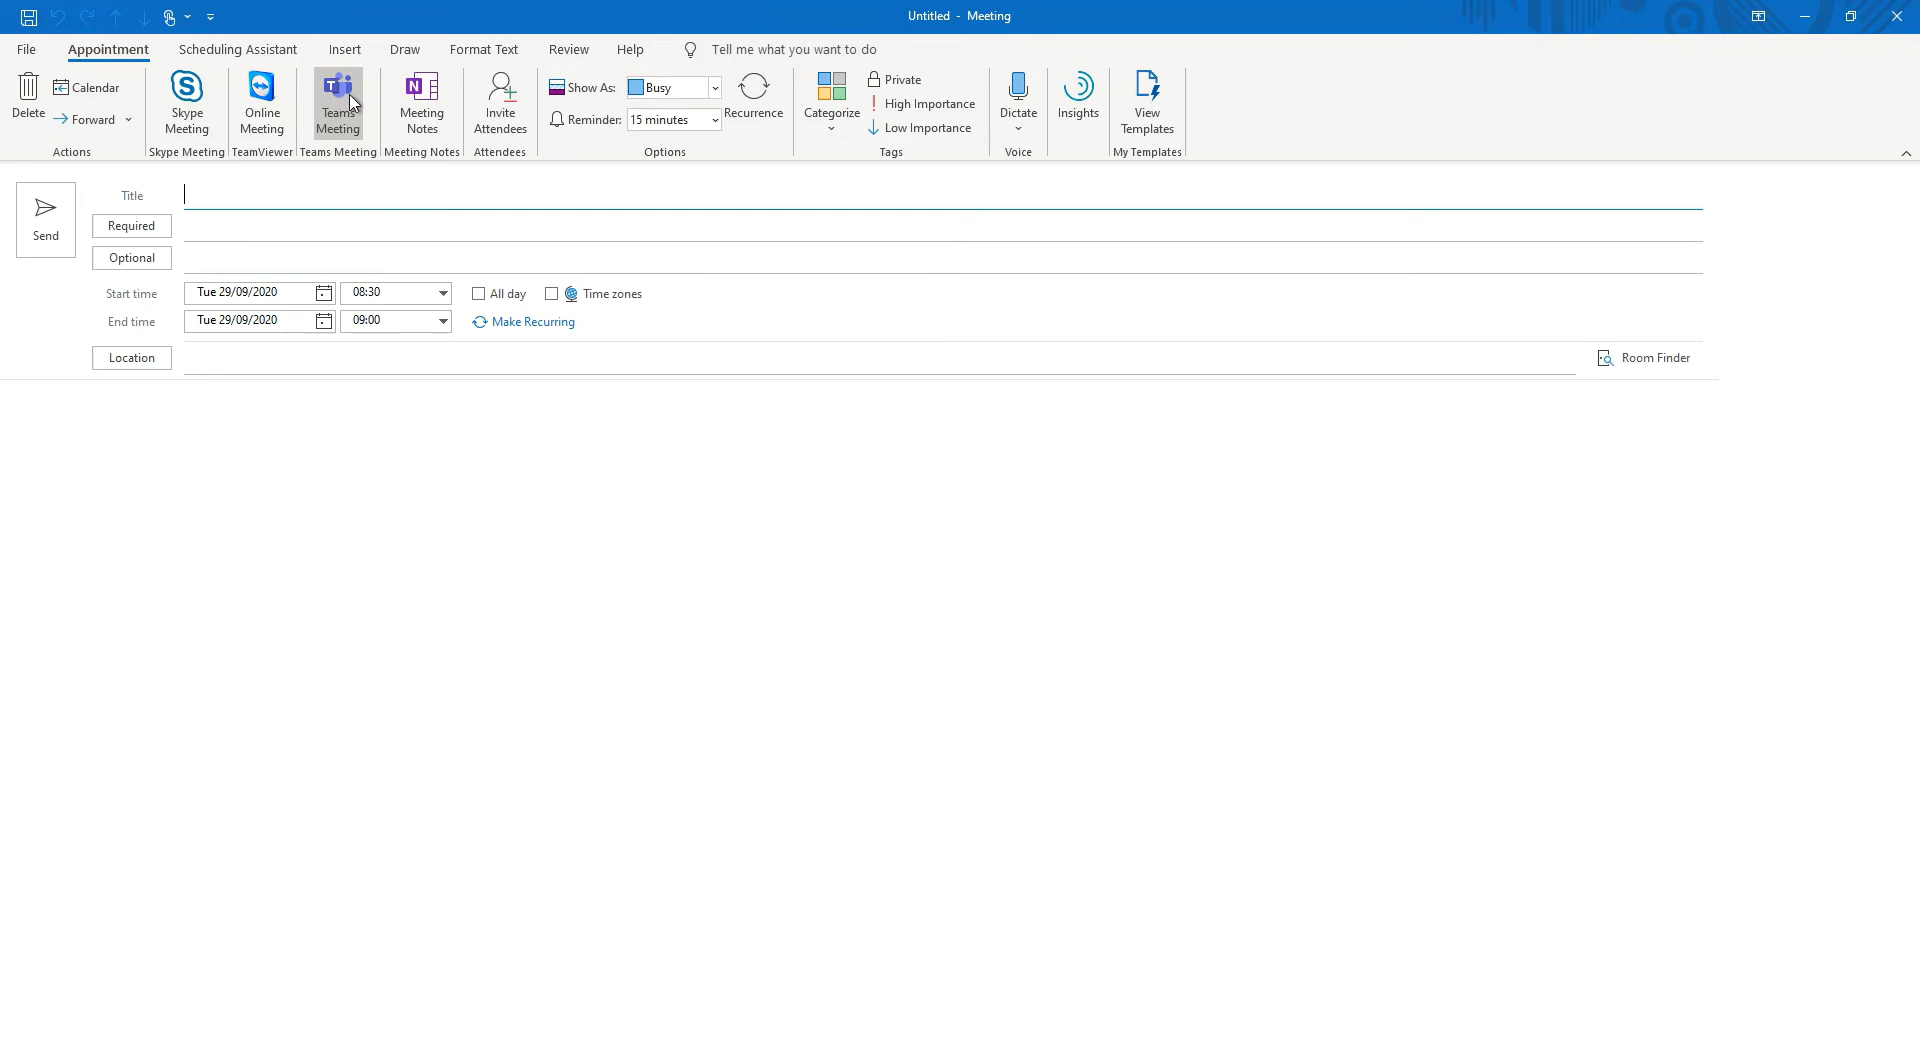 Untitled - Meeting
File Appointment Scheduling Assistant Insert Draw Format Text Review Help Tell me what you want to do
Delete
Calendar
Forward
Actions
Skype
Meeting
Skype Meeting
Online
Meeting
TeamViewer
Teams
Meeting
Teams Meeting
Meeting
Notes
Meeting Notes
Invite
Attendees
Attendees
Show As: Busy
Reminder: 15 minutes
Recurrence
Options
Categorize
Private
High Importance
Low Importance
Tags
Dictate
Voice
Insights
View
Templates
My Templates
Send
Title
Required
Optional
Start time Tue 29/09/2020 08:30 All day Time zones
End time Tue 29/09/2020 09:00 Make Recurring
Location Room Finder